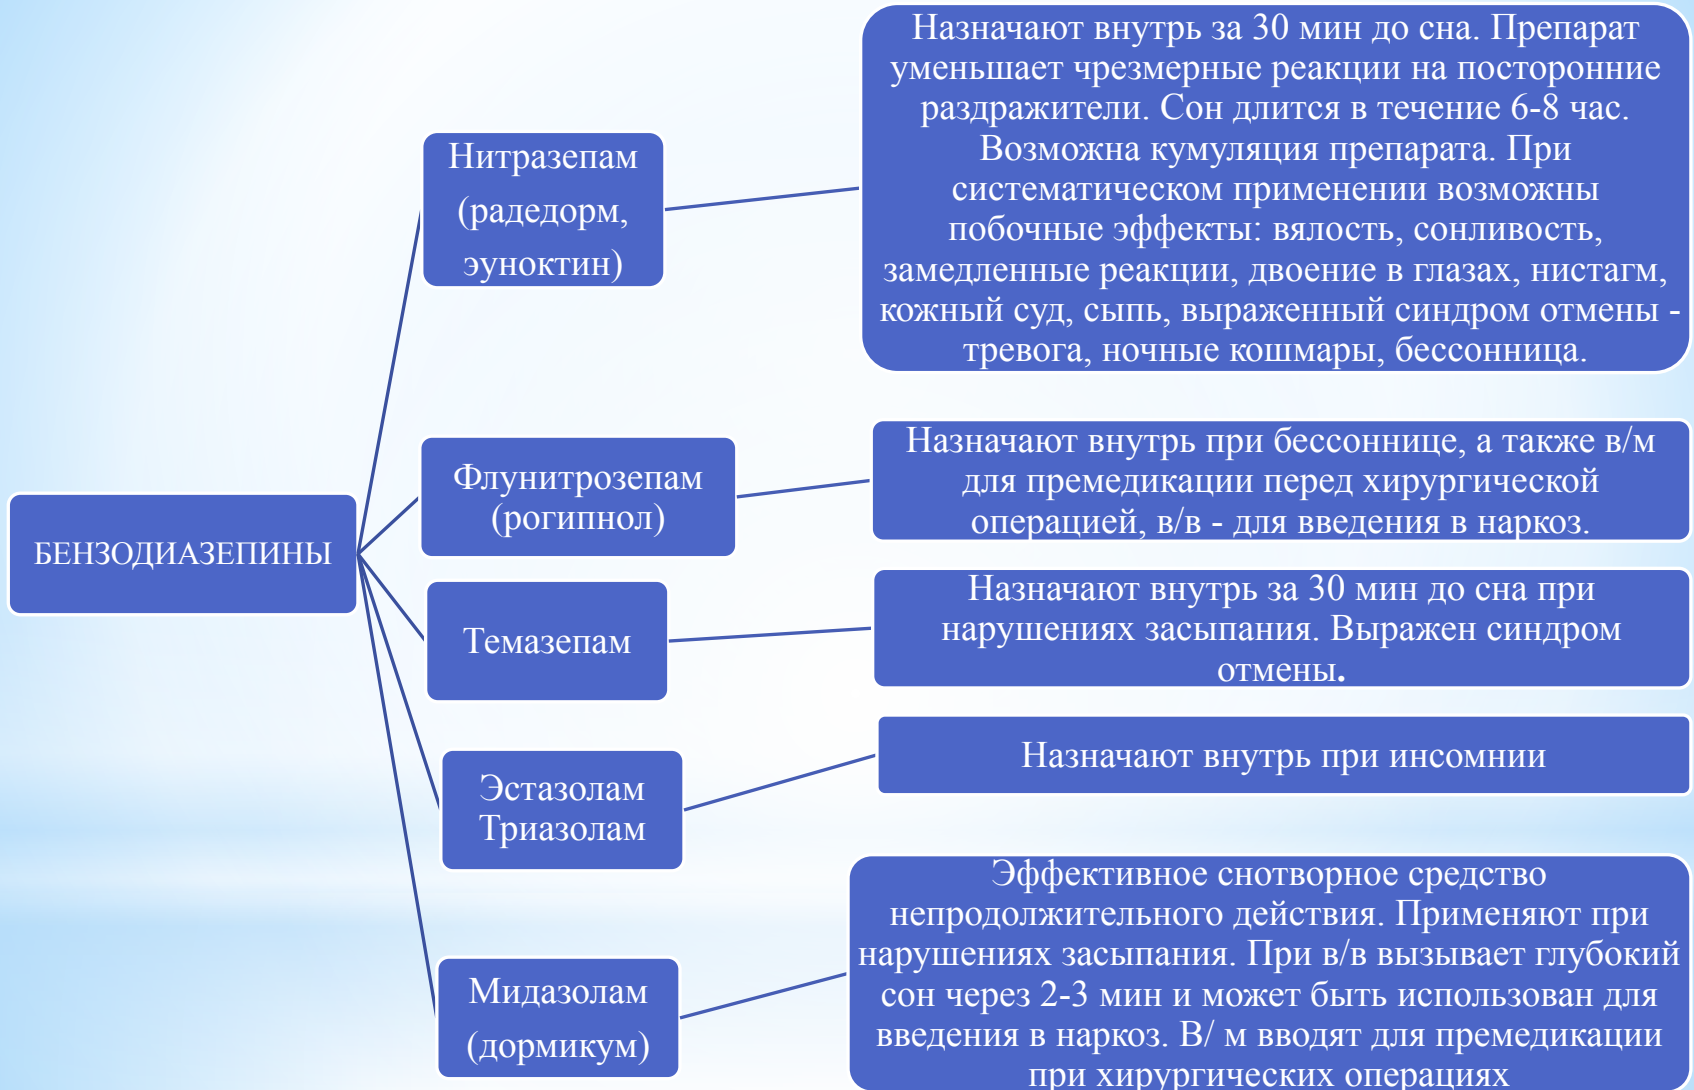 БЕНЗОДИАЗЕПИНЫ
Нитразепам
(радедорм,
эуноктин)
Назначают внутрь за 30 мин до сна. Препарат
уменьшает чрезмерные реакции на посторонние
раздражители. Сон длится в течение 6-8 час.
Возможна кумуляция препарата. При
систематическом применении возможны
побочные эффекты: вялость, сонливость,
замедленные реакции, двоение в глазах, нистагм,
кожный суд, сыпь, выраженный синдром отмены -
тревога, ночные кошмары, бессонница.
Флунитрозепам
(рогипнол)
Назначают внутрь при бессоннице, а также в/м
для премедикации перед хирургической
операцией, в/в - для введения в наркоз.
Темазепам
Назначают внутрь за 30 мин до сна при
нарушениях засыпания. Выражен синдром
отмены.
Эстазолам
Триазолам
Назначают внутрь при инсомнии
Мидазолам
(дормикум)
Эффективное снотворное средство
непродолжительного действия. Применяют при
нарушениях засыпания. При в/в вызывает глубокий
сон через 2-3 мин и может быть использован для
введения в наркоз. В/ м вводят для премедикации
при хирургических операциях